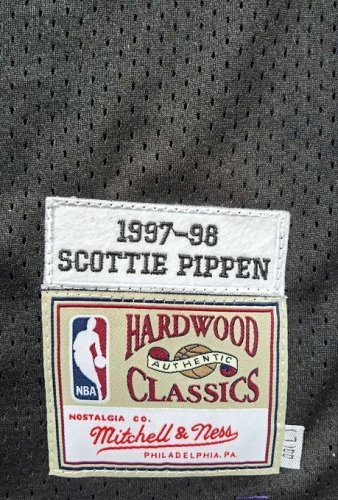 1997-98
SCOTTIE PIPPEN
HARDWOOD
AUTHENTIC
CLASSICS
NBA
NOSTALGIA CO.
Mitchell & Ness
PHILADELPHIA, PA.